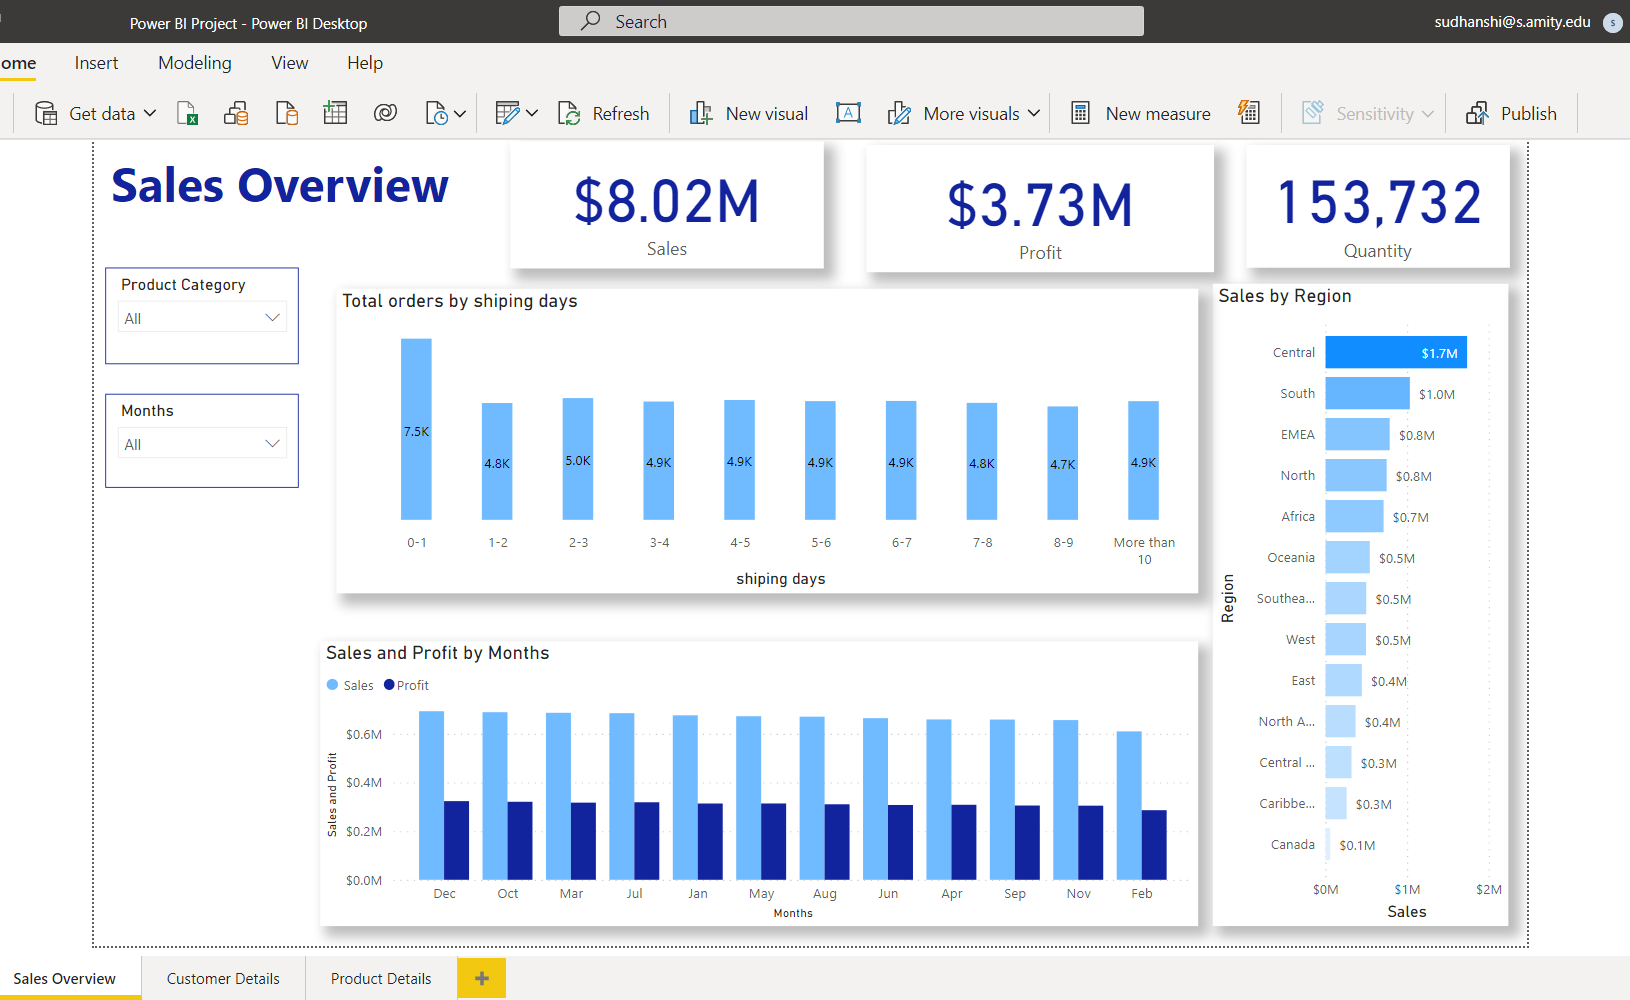 Power BI Project - Power BI Desktop
Search
sudhanshi@s.amity.edu
s
ome
Insert
Modeling
View
Help
Get data
Refresh
New visual
A
More visuals
New measure
Sensitivity
Publish
Sales Overview
$8.02M
Sales
$3.73M
Profit
153,732
Quantity
Product Category
All
Months
All
Total orders by shiping days
7.5K
4.8K
5.0K
4.9K
4.9K
4.9K
4.9K
4.8K
4.7K
4.9K
0-1
1-2
2-3
3-4
4-5
5-6
6-7
7-8
8-9
More than
10
shiping days
Sales by Region
Region
Central
$1.7M
South
$1.0M
EMEA
$0.8M
North
$0.8M
Africa
$0.7M
Oceania
$0.5M
Southea...
$0.5M
West
$0.5M
East
$0.4M
North A...
$0.4M
Central ...
$0.3M
Caribbe...
$0.3M
Canada
$0.1M
$0M
$1M
$2M
Sales
Sales and Profit by Months
Sales
Profit
Sales and Profit
$0.6M
$0.4M
$0.2M
$0.0M
Dec
Oct
Mar
Jul
Jan
May
Aug
Jun
Apr
Sep
Nov
Feb
Months
Sales Overview
Customer Details
Product Details
+